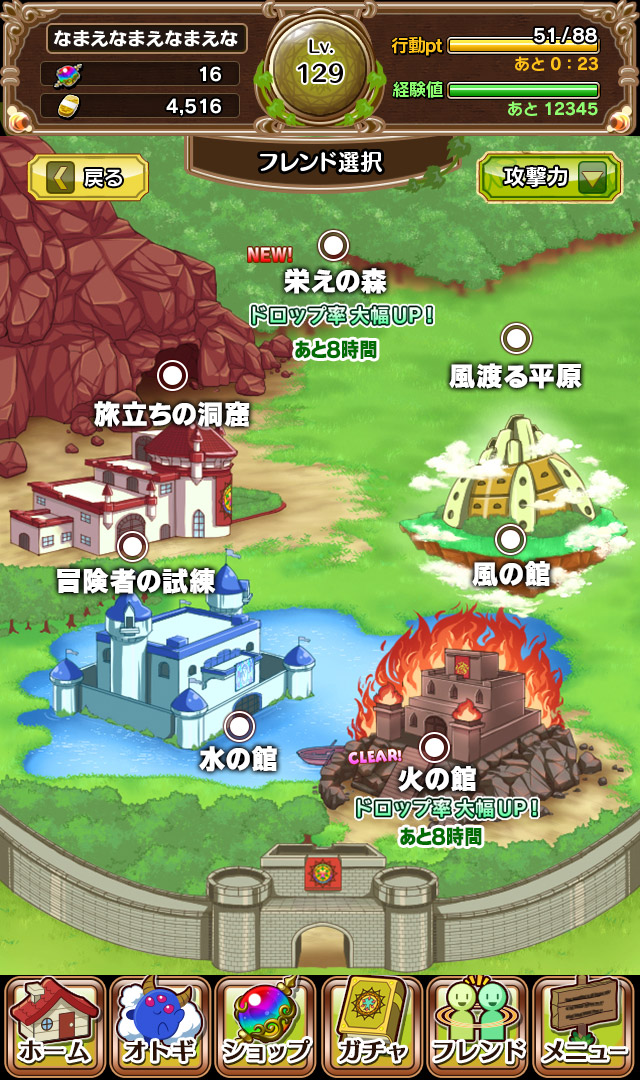 なまえなまえなまえな
16
4,516
Lv.
129
行動pt
51/88
あと0:23
経験値
あと12345
フレンド選択
戻る
攻撃力
NEW!
栄えの森
ドロップ率 大幅UP!
あと8時間
風渡る平原
旅立ちの洞窟
冒険者の試練
風の館
水の館
CLEAR!
火の館
ドロップ率 大幅UP!
あと8時間
ホーム
オトギ
ショップ
ガチャ
フレンド
メニュー